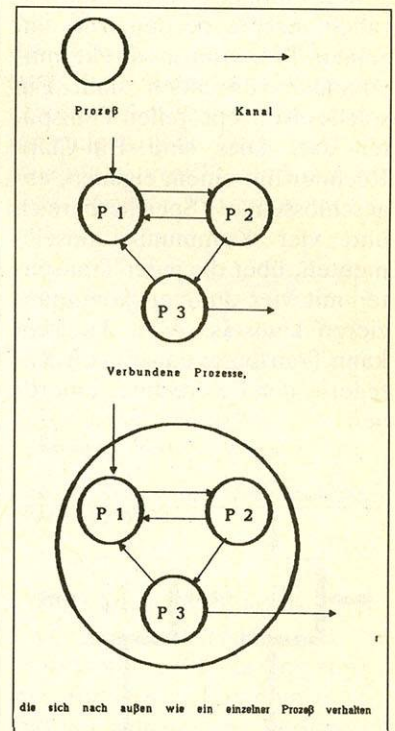 Prozeß Kanal
P 1
P 2
P 3
Verbundene Prozesse,
P 1
P 2
P 3
r
die sich nach außen wie ein einzelner Prozeß verhalten